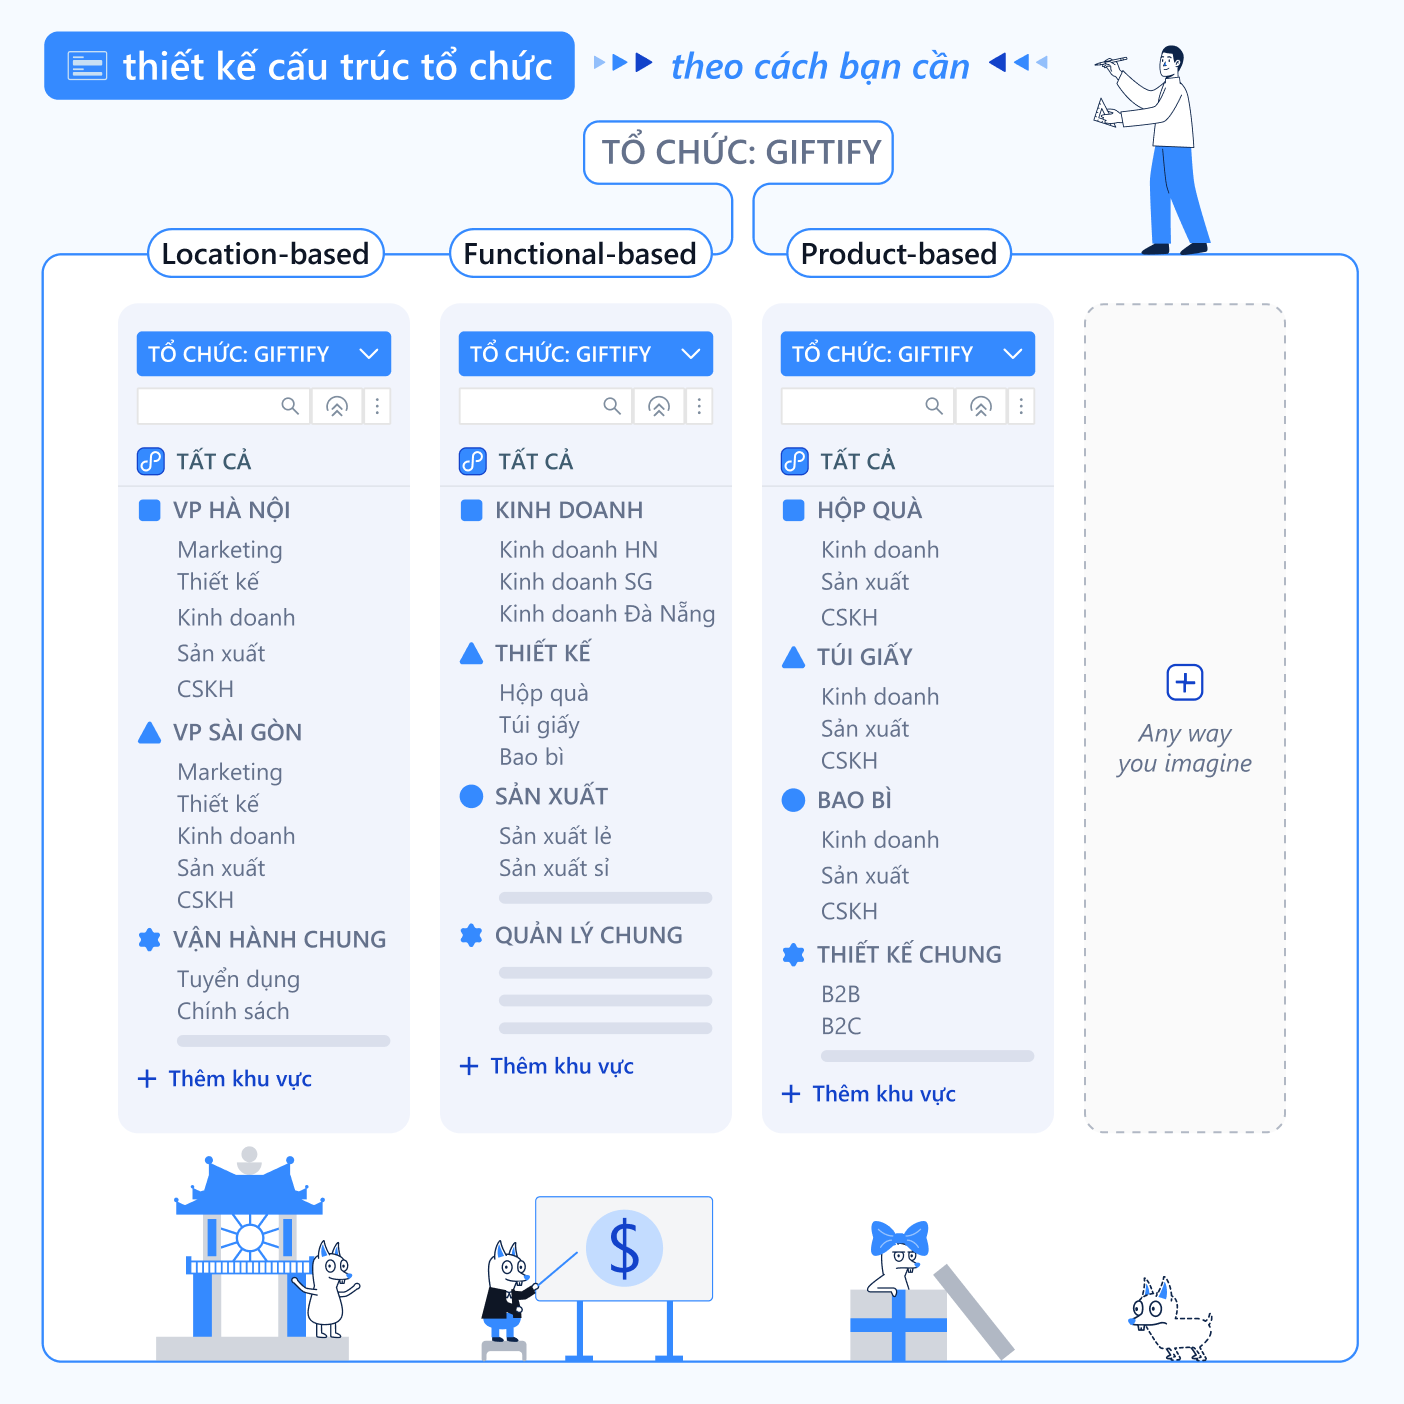 thiết kế cấu trúc tổ chức
theo cách bạn cần
TỔ CHỨC: GIFTIFY
Location-based
Functional-based
Product-based
TỔ CHỨC: GIFTIFY
TẤT CẢ
VP HÀ NỘI
Marketing
Thiết kế
Kinh doanh
Sản xuất
CSKH
VP SÀI GÒN
Marketing
Thiết kế
Kinh doanh
Sản xuất
CSKH
VẬN HÀNH CHUNG
Tuyển dụng
Chính sách
+ Thêm khu vực
TỔ CHỨC: GIFTIFY
TẤT CẢ
KINH DOANH
Kinh doanh HN
Kinh doanh SG
Kinh doanh Đà Nẵng
THIẾT KẾ
Hộp quà
Túi giấy
Bao bì
SẢN XUẤT
Sản xuất lẻ
Sản xuất sỉ
QUẢN LÝ CHUNG
+ Thêm khu vực
TỔ CHỨC: GIFTIFY
TẤT CẢ
HỘP QUÀ
Kinh doanh
Sản xuất
CSKH
TÚI GIẤY
Kinh doanh
Sản xuất
CSKH
BAO BÌ
Kinh doanh
Sản xuất
CSKH
THIẾT KẾ CHUNG
B2B
B2C
+ Thêm khu vực
Any way
you imagine
$